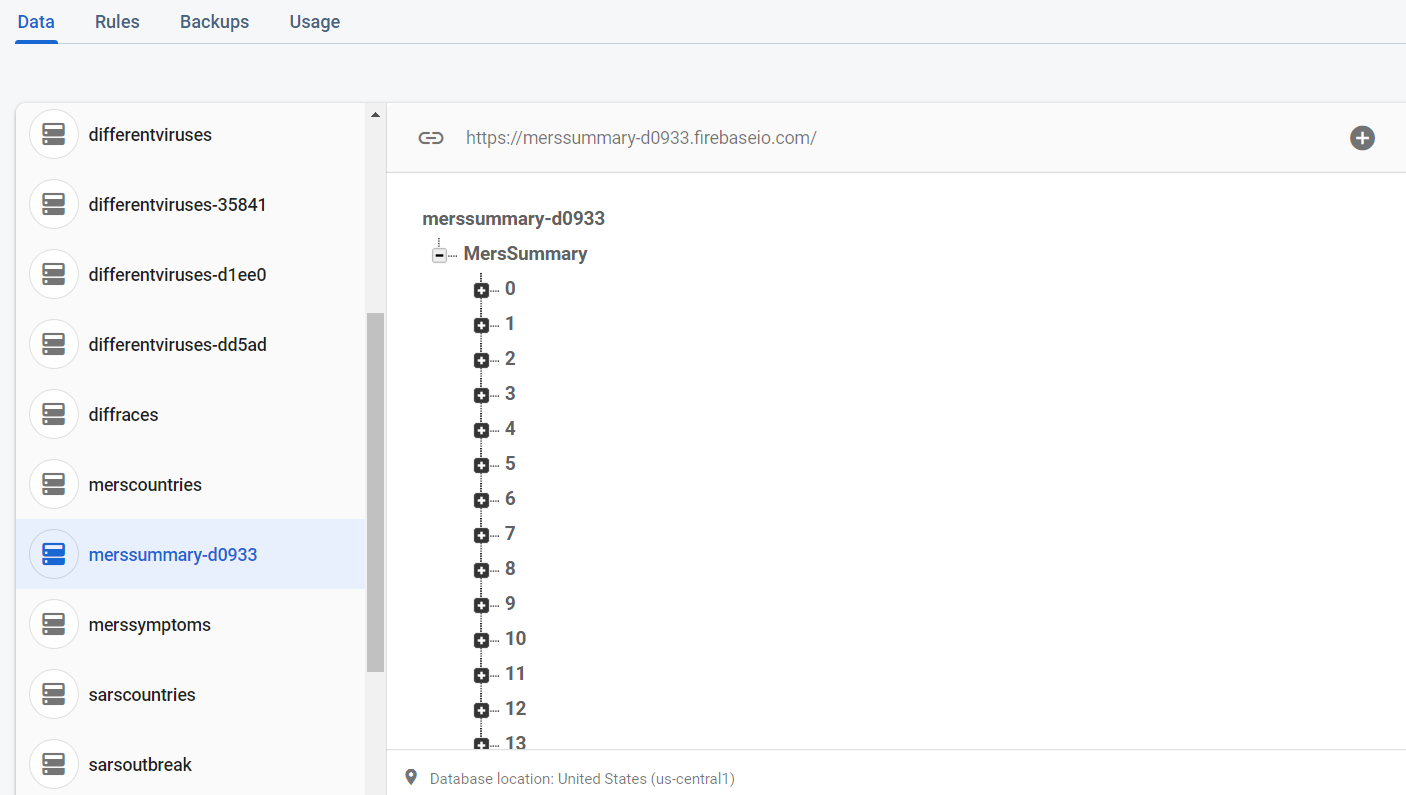 Data Rules Backups Usage
differentviruses
differentviruses-35841
differentviruses-d1ee0
differentviruses-dd5ad
diffraces
merscountries
merssummary-d0933
merssymptoms
sarscountries
sarsoutbreak
https://merssummary-d0933.firebaseio.com/
merssummary-d0933
MersSummary
0
1
2
3
4
5
6
7
8
9
10
11
12
13
Database location: United States (us-central1)